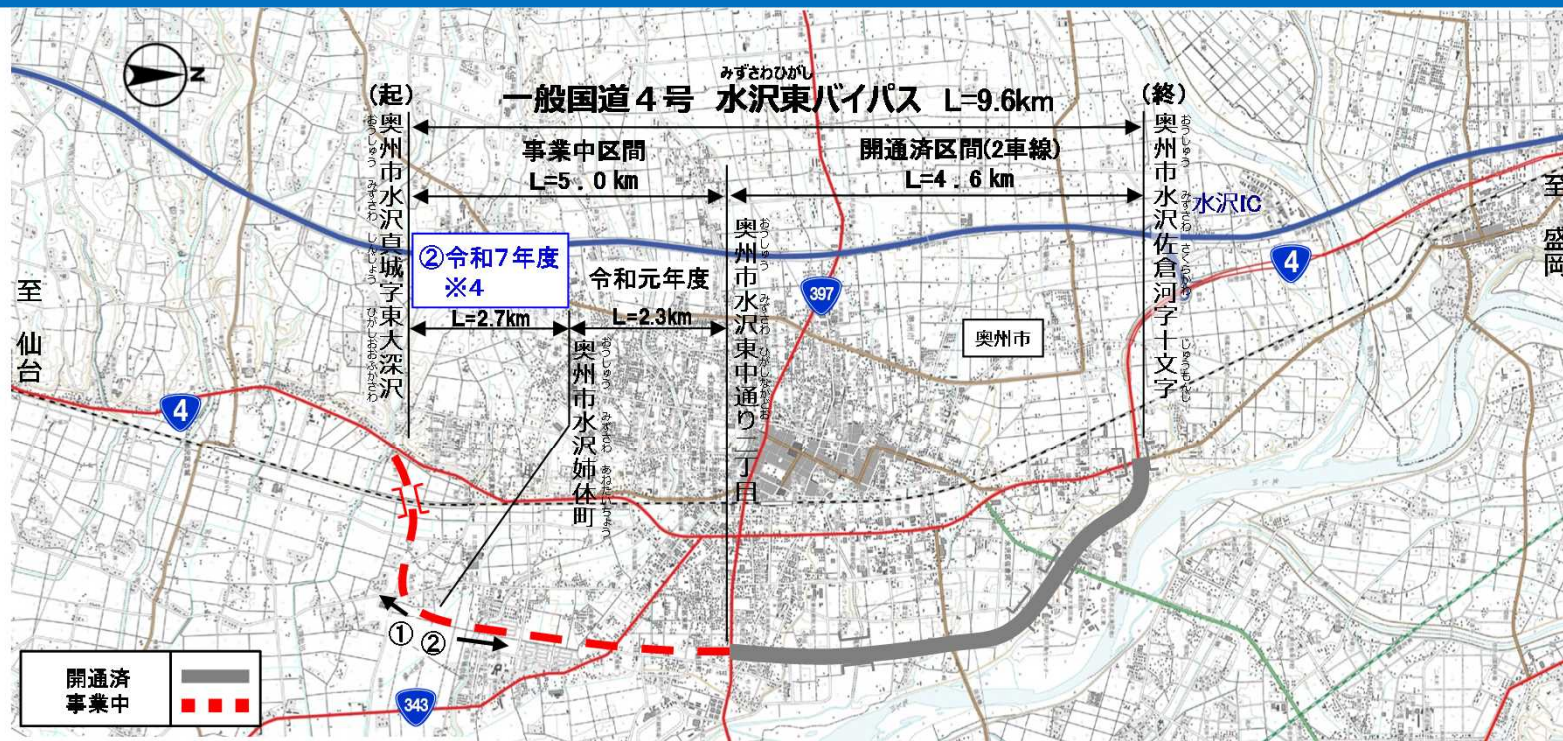 N
みずさわひがし
一般国道4号 水沢東バイパス L=9.6km
(起)
奥州市水沢真城字東大深沢
おうしゅう みずさわ しんじょう ひがしおおふかさわ
(終)
奥州市水沢佐倉河字十文字
おうしゅう みずさわ さくらかわ じゅうもんじ
事業中区間
L=5.0km
開通済区間(2車線)
L=4.6km
②令和7年度
※4
令和元年度
L=2.7km
L=2.3km
奥州市水沢姉体町
おうしゅう みずさわ あねたいちょう
奥州市水沢東中通り二丁目
おうしゅう みずさわ ひがしなかどお
水沢IC
397
4
奥州市
至 盛岡
至 仙台
4
①
②
343
開通済
事業中